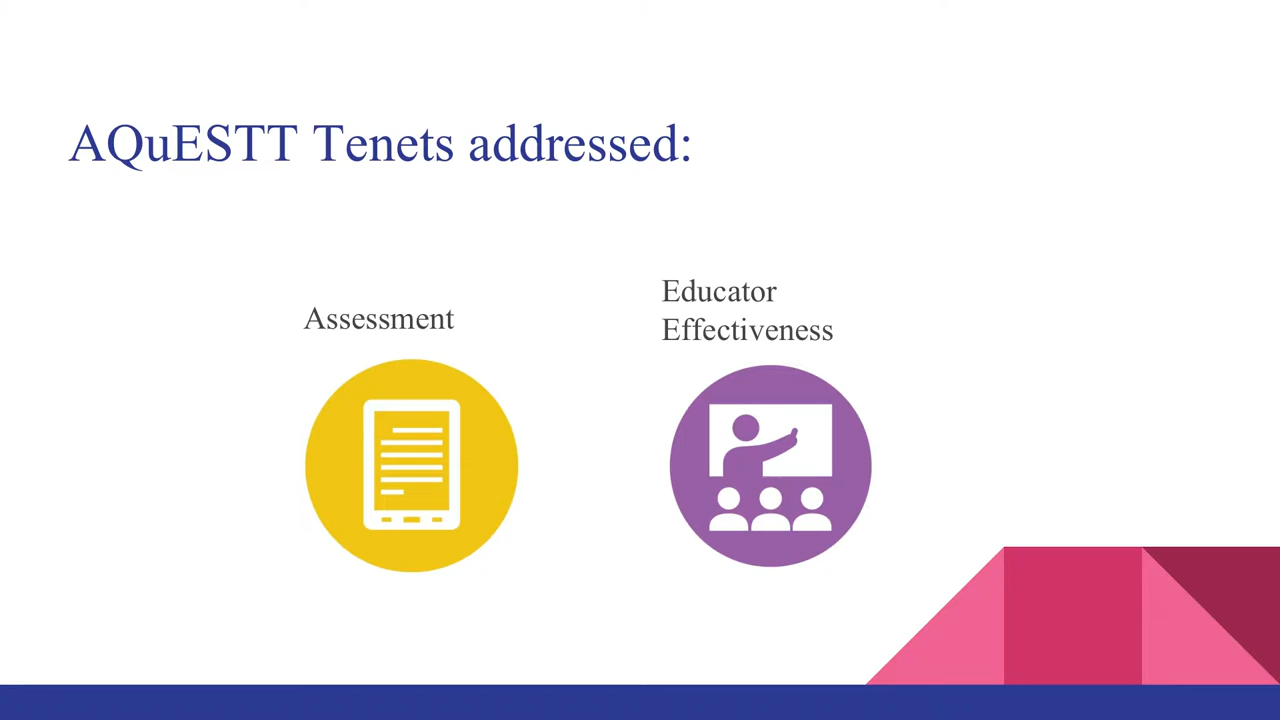 AQuESTT Tenets addressed:
Assessment
Educator
Effectiveness